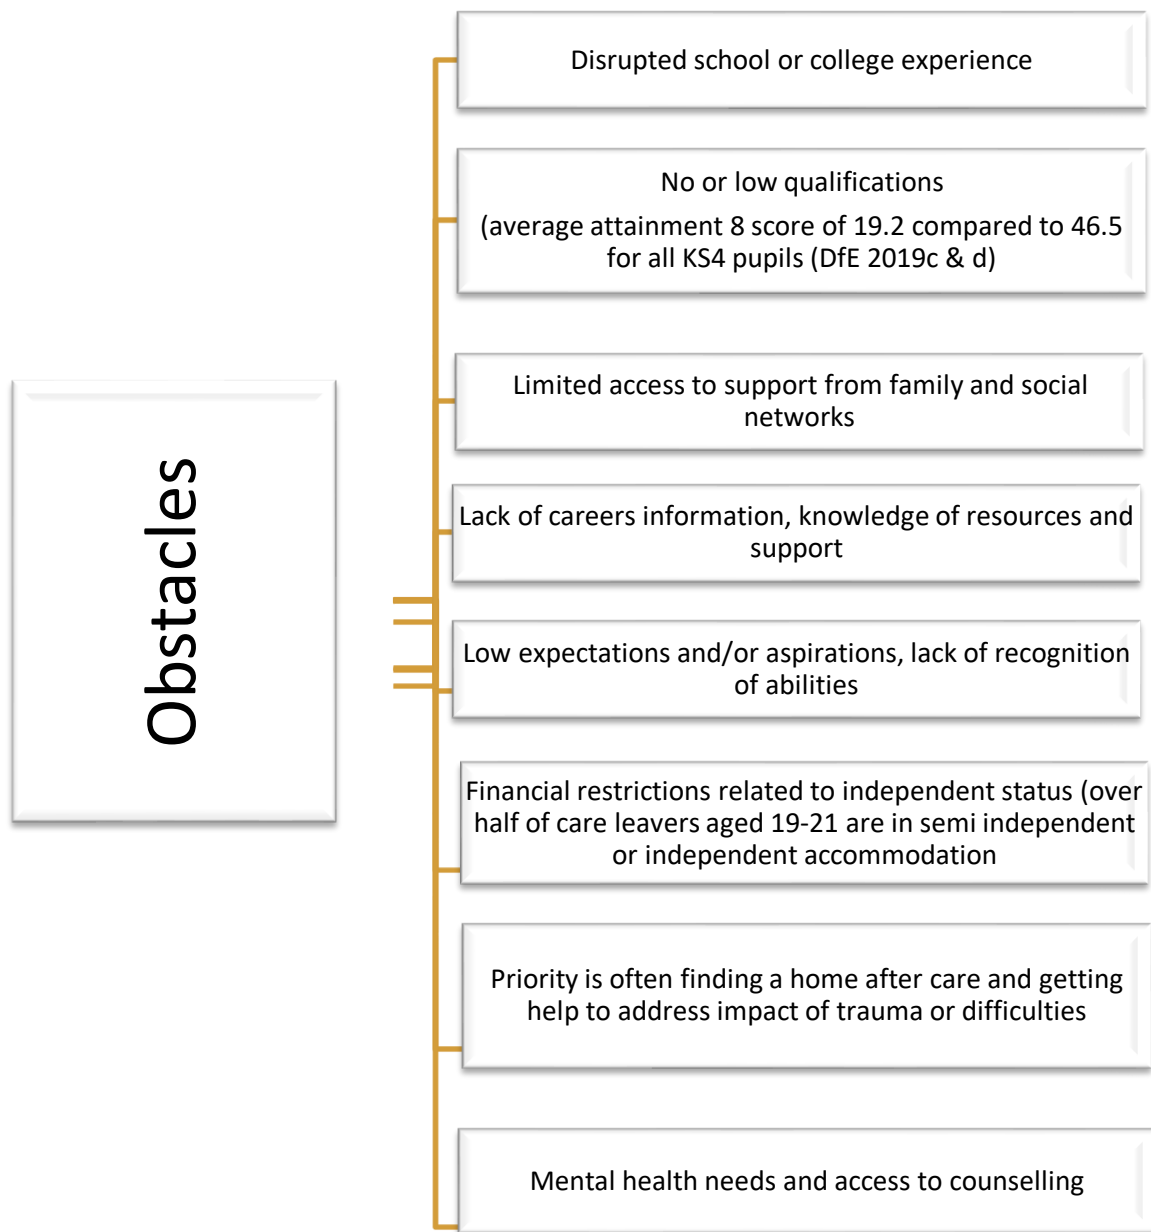 Obstacles
Disrupted school or college experience
No or low qualifications
(average attainment 8 score of 19.2 compared to 46.5
for all KS4 pupils (DfE 2019c & d)
Limited access to support from family and social
networks
Lack of careers information, knowledge of resources and
support
Low expectations and/or aspirations, lack of recognition
of abilities
Financial restrictions related to independent status (over
half of care leavers aged 19-21 are in semi independent
or independent accommodation
Priority is often finding a home after care and getting
help to address impact of trauma or difficulties
Mental health needs and access to counselling